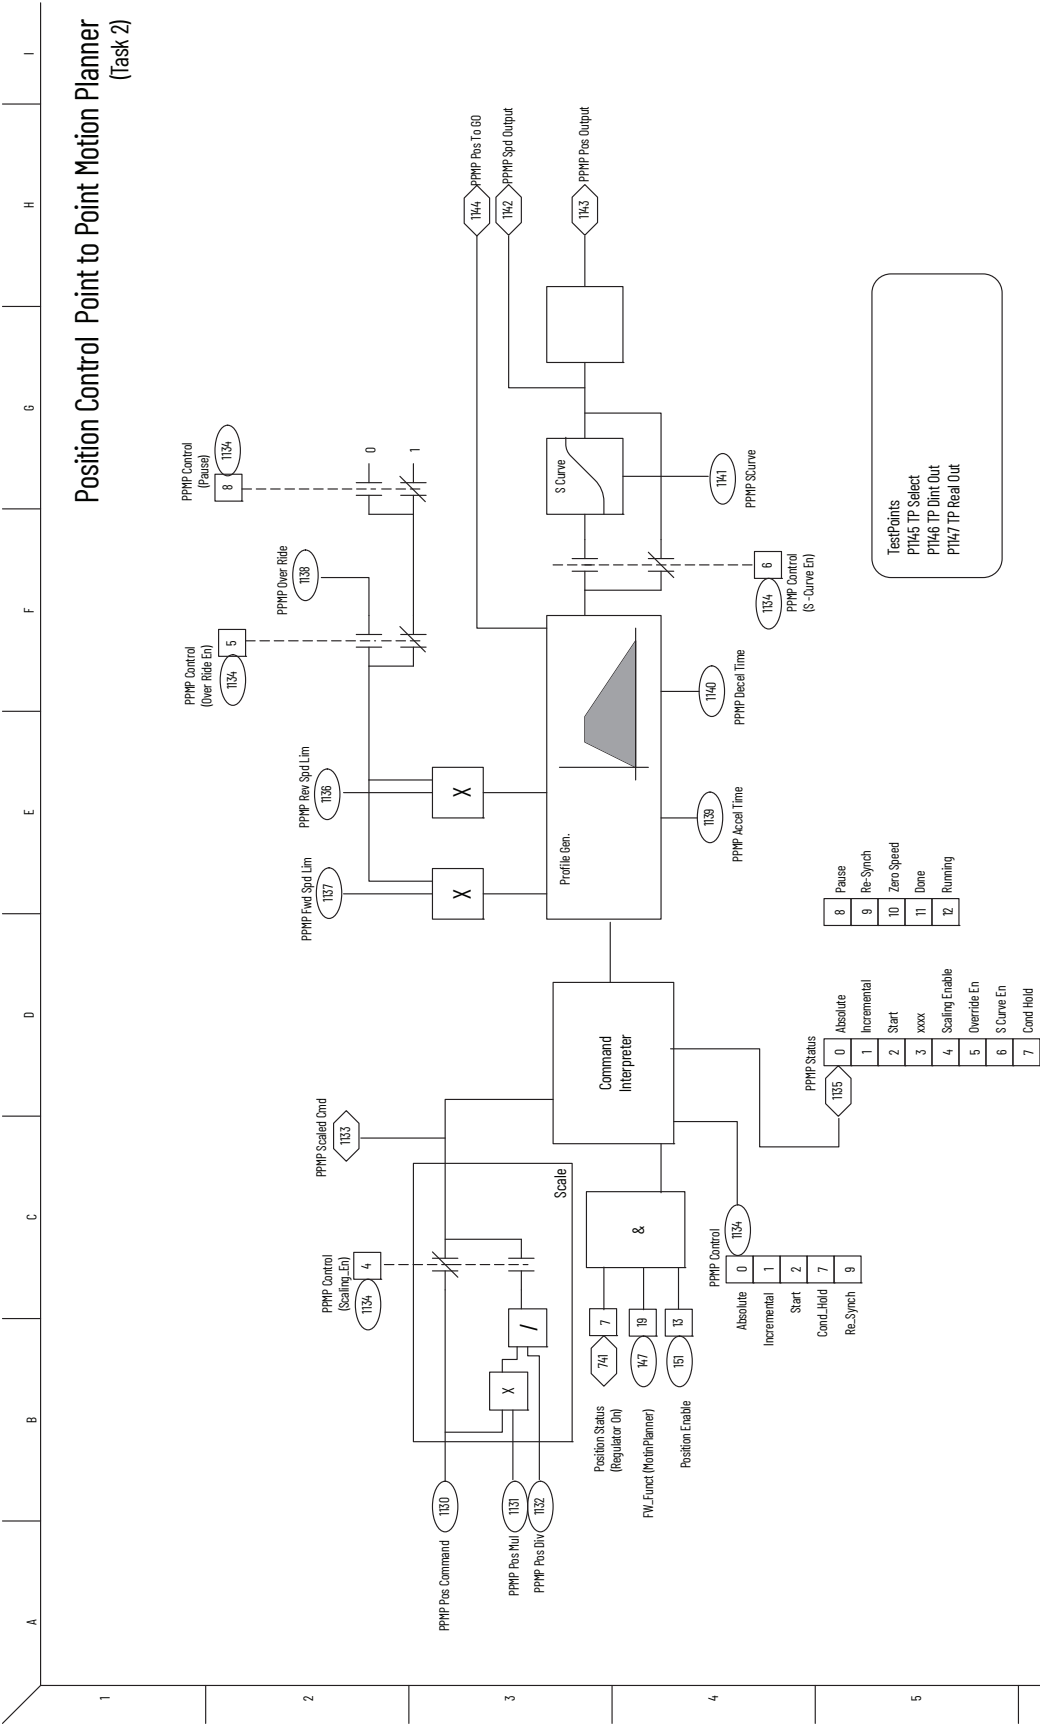 A
B
C
D
E
F
G
H
I
1
2
3
4
5
Position Control Point to Point Motion Planner
(Task 2)
PPMP Control
(Pause)
8
1134
0
1
PPMP Control
(Over Ride En)
1134
5
PPMP Over Ride
1138
PPMP Rev Spd Lim
1136
PPMP Fwd Spd Lim
1137
X
X
PPMP Scaled Cmd
1133
PPMP Control
(Scaling_En)
1134
4
Scale
X
/
PPMP Pos Command
1130
PPMP Pos Mul
1131
PPMP Pos Div
1132
Position Status
(Regulator On)
741
7
FW_Funct (MotinPlanner)
147
19
Position Enable
151
13
&
Command
Interpreter
Profile Gen.
PPMP Accel Time
1139
PPMP Decel Time
1140
1134
6
PPMP Control
(S -Curve En)
S Curve
1141
PPMP SCurve
1144
PPMP Pos To GO
1142
PPMP Spd Output
1143
PPMP Pos Output
PPMP Control
1134
Absolute
0
Incremental
1
Start
2
Cond_Hold
7
Re_Synch
9
PPMP Status
1135
0 Absolute
1 Incremental
2 Start
3 xxxx
4 Scaling Enable
5 Override En
6 S Curve En
7 Cond Hold
8 Pause
9 Re-Synch
10 Zero Speed
11 Done
12 Running
TestPoints
P1145 TP Select
P1146 TP Dint Out
P1147 TP Real Out